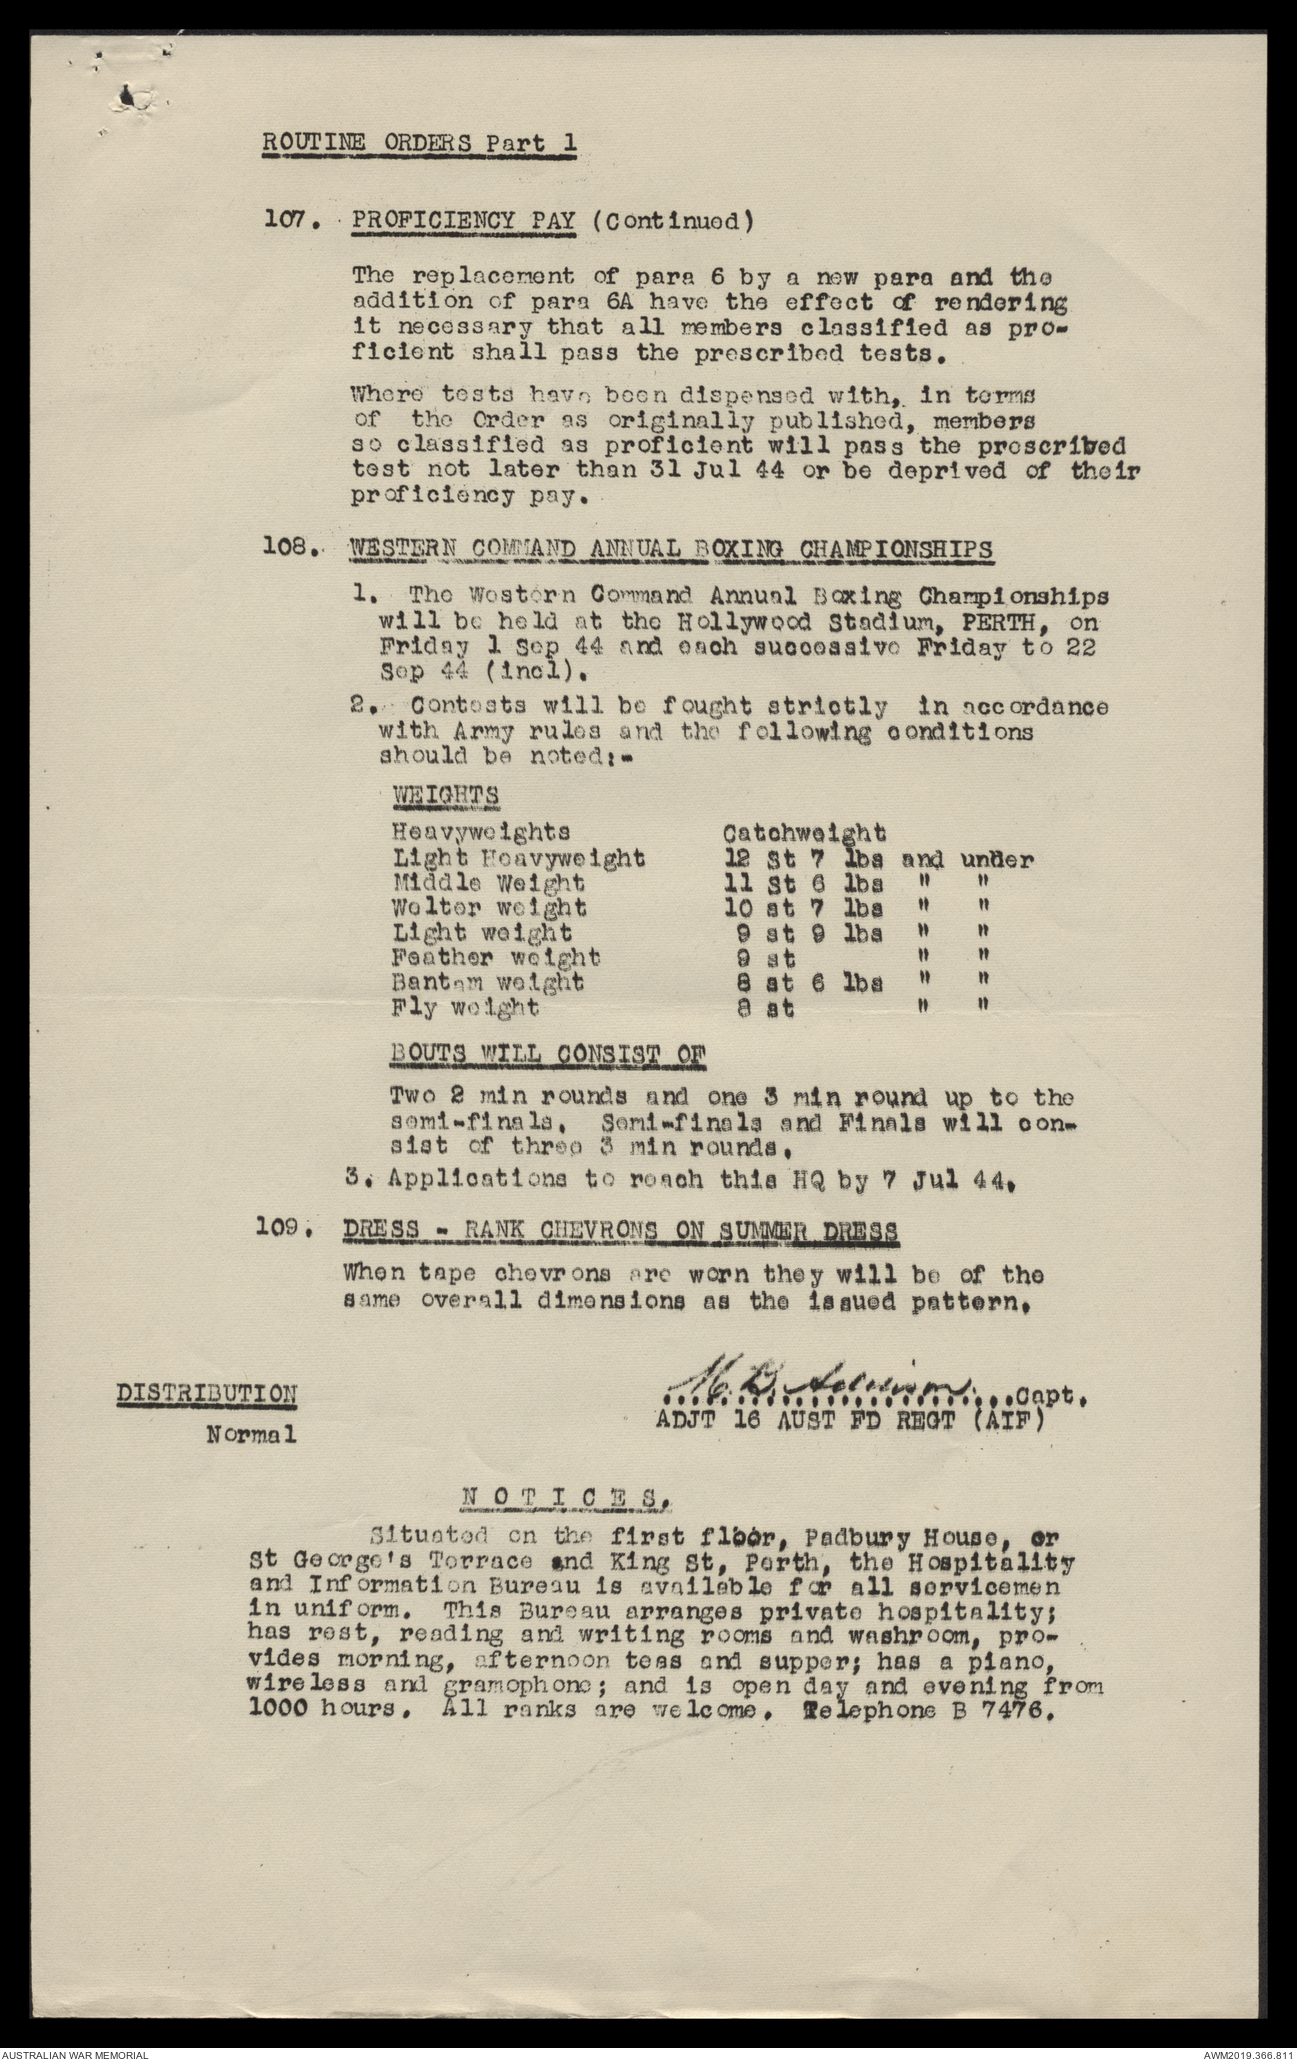 ROUTINE ORDERS Part 1
107. PROFICIENCY PAY (Continued)
The replacement of para 6 by a new para and the
addition of para 6A have the effect of rendering
it necessary that all members classified as pro-
ficient shall pass the prescribed tests.
Where tests have been dispensed with, in terms
of the Order as originally published, members
so classified as proficient will pass the prescribed
test not later than 31 Jul 44 or be deprived of their
proficiency pay.
108. WESTERN COMMAND ANNUAL BOXING CHAMPIONSHIPS
1. The Western Command Annual Boxing Championships
will be held at the Hollywood Stadium, PERTH, on
Friday 1 Sep 44 and each successive Friday to 22
Sep 44 (incl).
2. Contests will be fought strictly in accordance
with Army rules and the following conditions
should be noted:-
WEIGHTS
Heavyweights Catchweight
Light Heavyweight 12 St 7 lbs and under
Middle Weight 11 St 6 lbs " "
Welter weight 10 st 7 lbs " "
Light weight 9 st 9 lbs " "
Feather weight 9 st " "
Bantam weight 8 st 6 lbs " "
Fly weight 8 st " "
BOUTS WILL CONSIST OF
Two 2 min rounds and one 3 min round up to the
semi-finals. Semi-finals and Finals will con-
sist of three 3 min rounds.
3. Applications to reach this HQ by 7 Jul 44.
109. DRESS - RANK CHEVRONS ON SUMMER DRESS
When tape chevrons are worn they will be of the
same overall dimensions as the issued pattern.
M. B. .......................Capt.
DISTRIBUTION
ADJT 16 AUST FD REGT (AIF)
Normal
NOTICES.
Situated on the first floor, Padbury House, or
St George's Terrace and King St, Perth, the Hospitality
and Information Bureau is available for all servicemen
in uniform. This Bureau arranges private hospitality;
has rest, reading and writing rooms and washroom, pro-
vides morning, afternoon teas and supper; has a piano,
wireless and gramophone; and is open day and evening from
1000 hours. All ranks are welcome. Telephone B 7476.
AUSTRALIAN WAR MEMORIAL
AWM2019.366.811